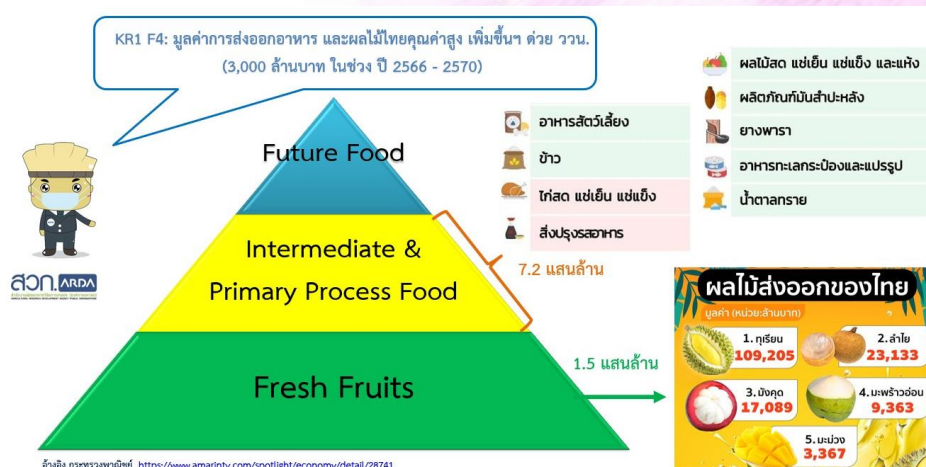 KR1 F4: มูลค่าการส่งออกอาหาร และผลไม้ไทยคุณค่าสูง เพิ่มขึ้นฯ ด่วย ววน.
(3,000 ล้านบาท ในช่วง ปี 2566 - 2570)
Future Food
Intermediate &
Primary Process Food
Fresh Fruits
สวก. ARDA
อาหารสัตว์เลี้ยง
ข้าว
ไก่สด แช่เย็น แช่แข็ง
สิ่งปรุงรสอาหาร
ผลไม้สด แช่เย็น แช่แข็ง และแห้ง
ผลิตภัณฑ์มันสำปะหลัง
ยางพารา
อาหารทะเลกระป๋องและแปรรูป
น้ำตาลทราย
7.2 แสนล้าน
1.5 แสนล้าน
ผลไม้ส่งออกของไทย
มูลค่า (หน่วย:ล้านบาท)
1. ทุเรียน
109,205
2. ลำไย
23,133
3. มังคุด
17,089
4. มะพร้าวอ่อน
9,363
5. มะม่วง
3,367
อ้างอิง กระทรวงพาณิชย์ https://www.amarintv.com/spotlight/economy/detail/28741